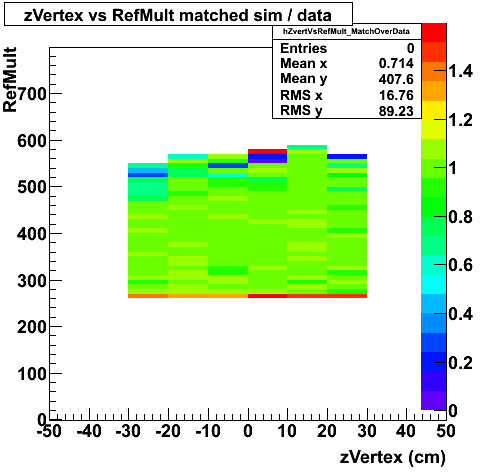 zVertex vs RefMult matched sim / data
hZvertVsRefMult_MatchOverData
Entries 0
Mean x 0.714
Mean y 407.6
RMS x 16.76
RMS y 89.23
RefMult
700
600
500
400
300
200
100
0
-50 -40 -30 -20 -10 0 10 20 30 40 50
zVertex (cm)
1.4
1.2
1
0.8
0.6
0.4
0.2
0